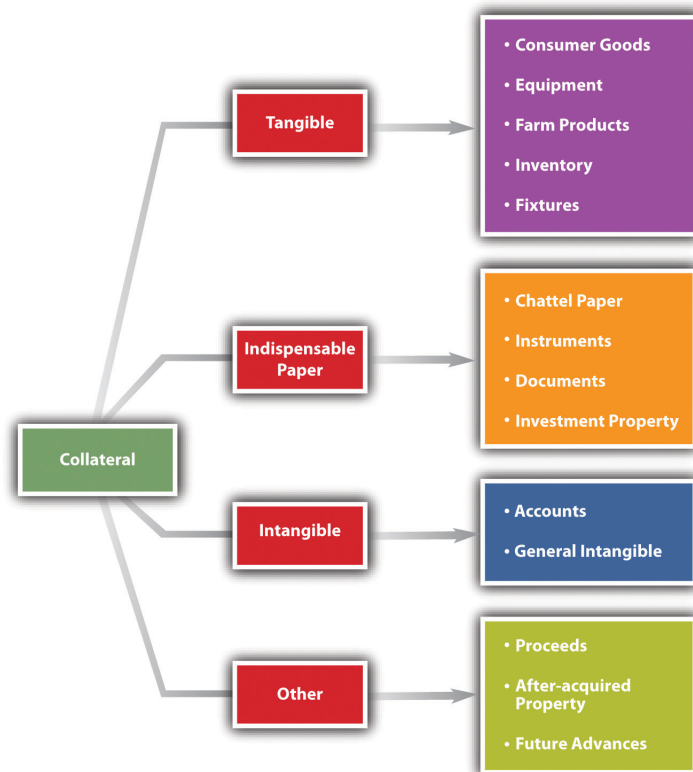 Collateral
Tangible
• Consumer Goods
• Equipment
• Farm Products
• Inventory
• Fixtures
Indispensable
Paper
• Chattel Paper
• Instruments
• Documents
• Investment Property
Intangible
• Accounts
• General Intangible
Other
• Proceeds
• After-acquired
Property
• Future Advances